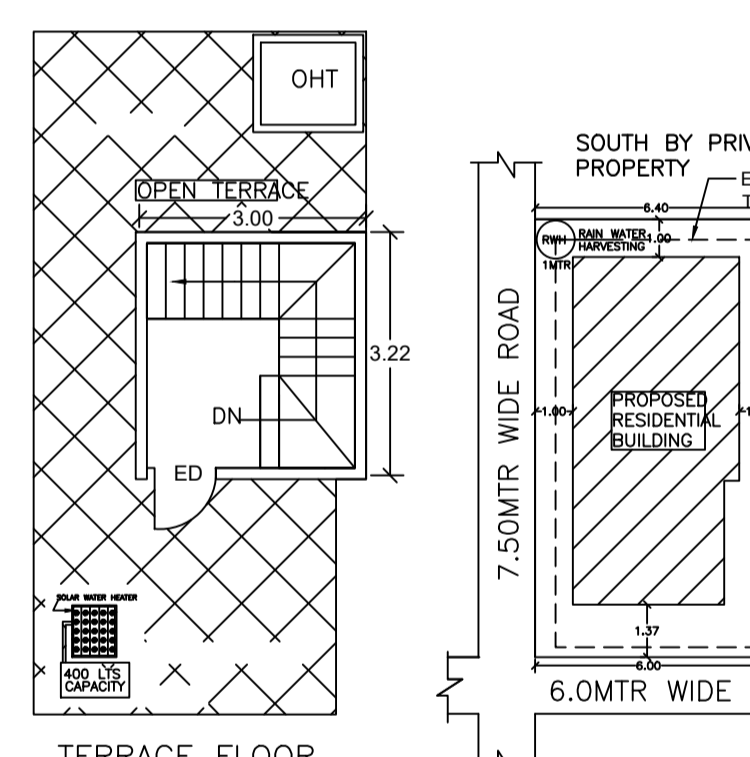 OHT
OPEN TERRACE
3.00
3.22
DN
ED
SOLAR WATER HEATER
400 LTS
CAPACITY
TERRACE FLOOR
SOUTH BY PRIV
PROPERTY
E
T
6.40
RWH
RAIN WATER
HARVESTING
1.00
1MTR
7.50MTR WIDE ROAD
1.00
PROPOSED
RESIDENTIAL
BUILDING
1.37
6.00
6.0MTR WIDE